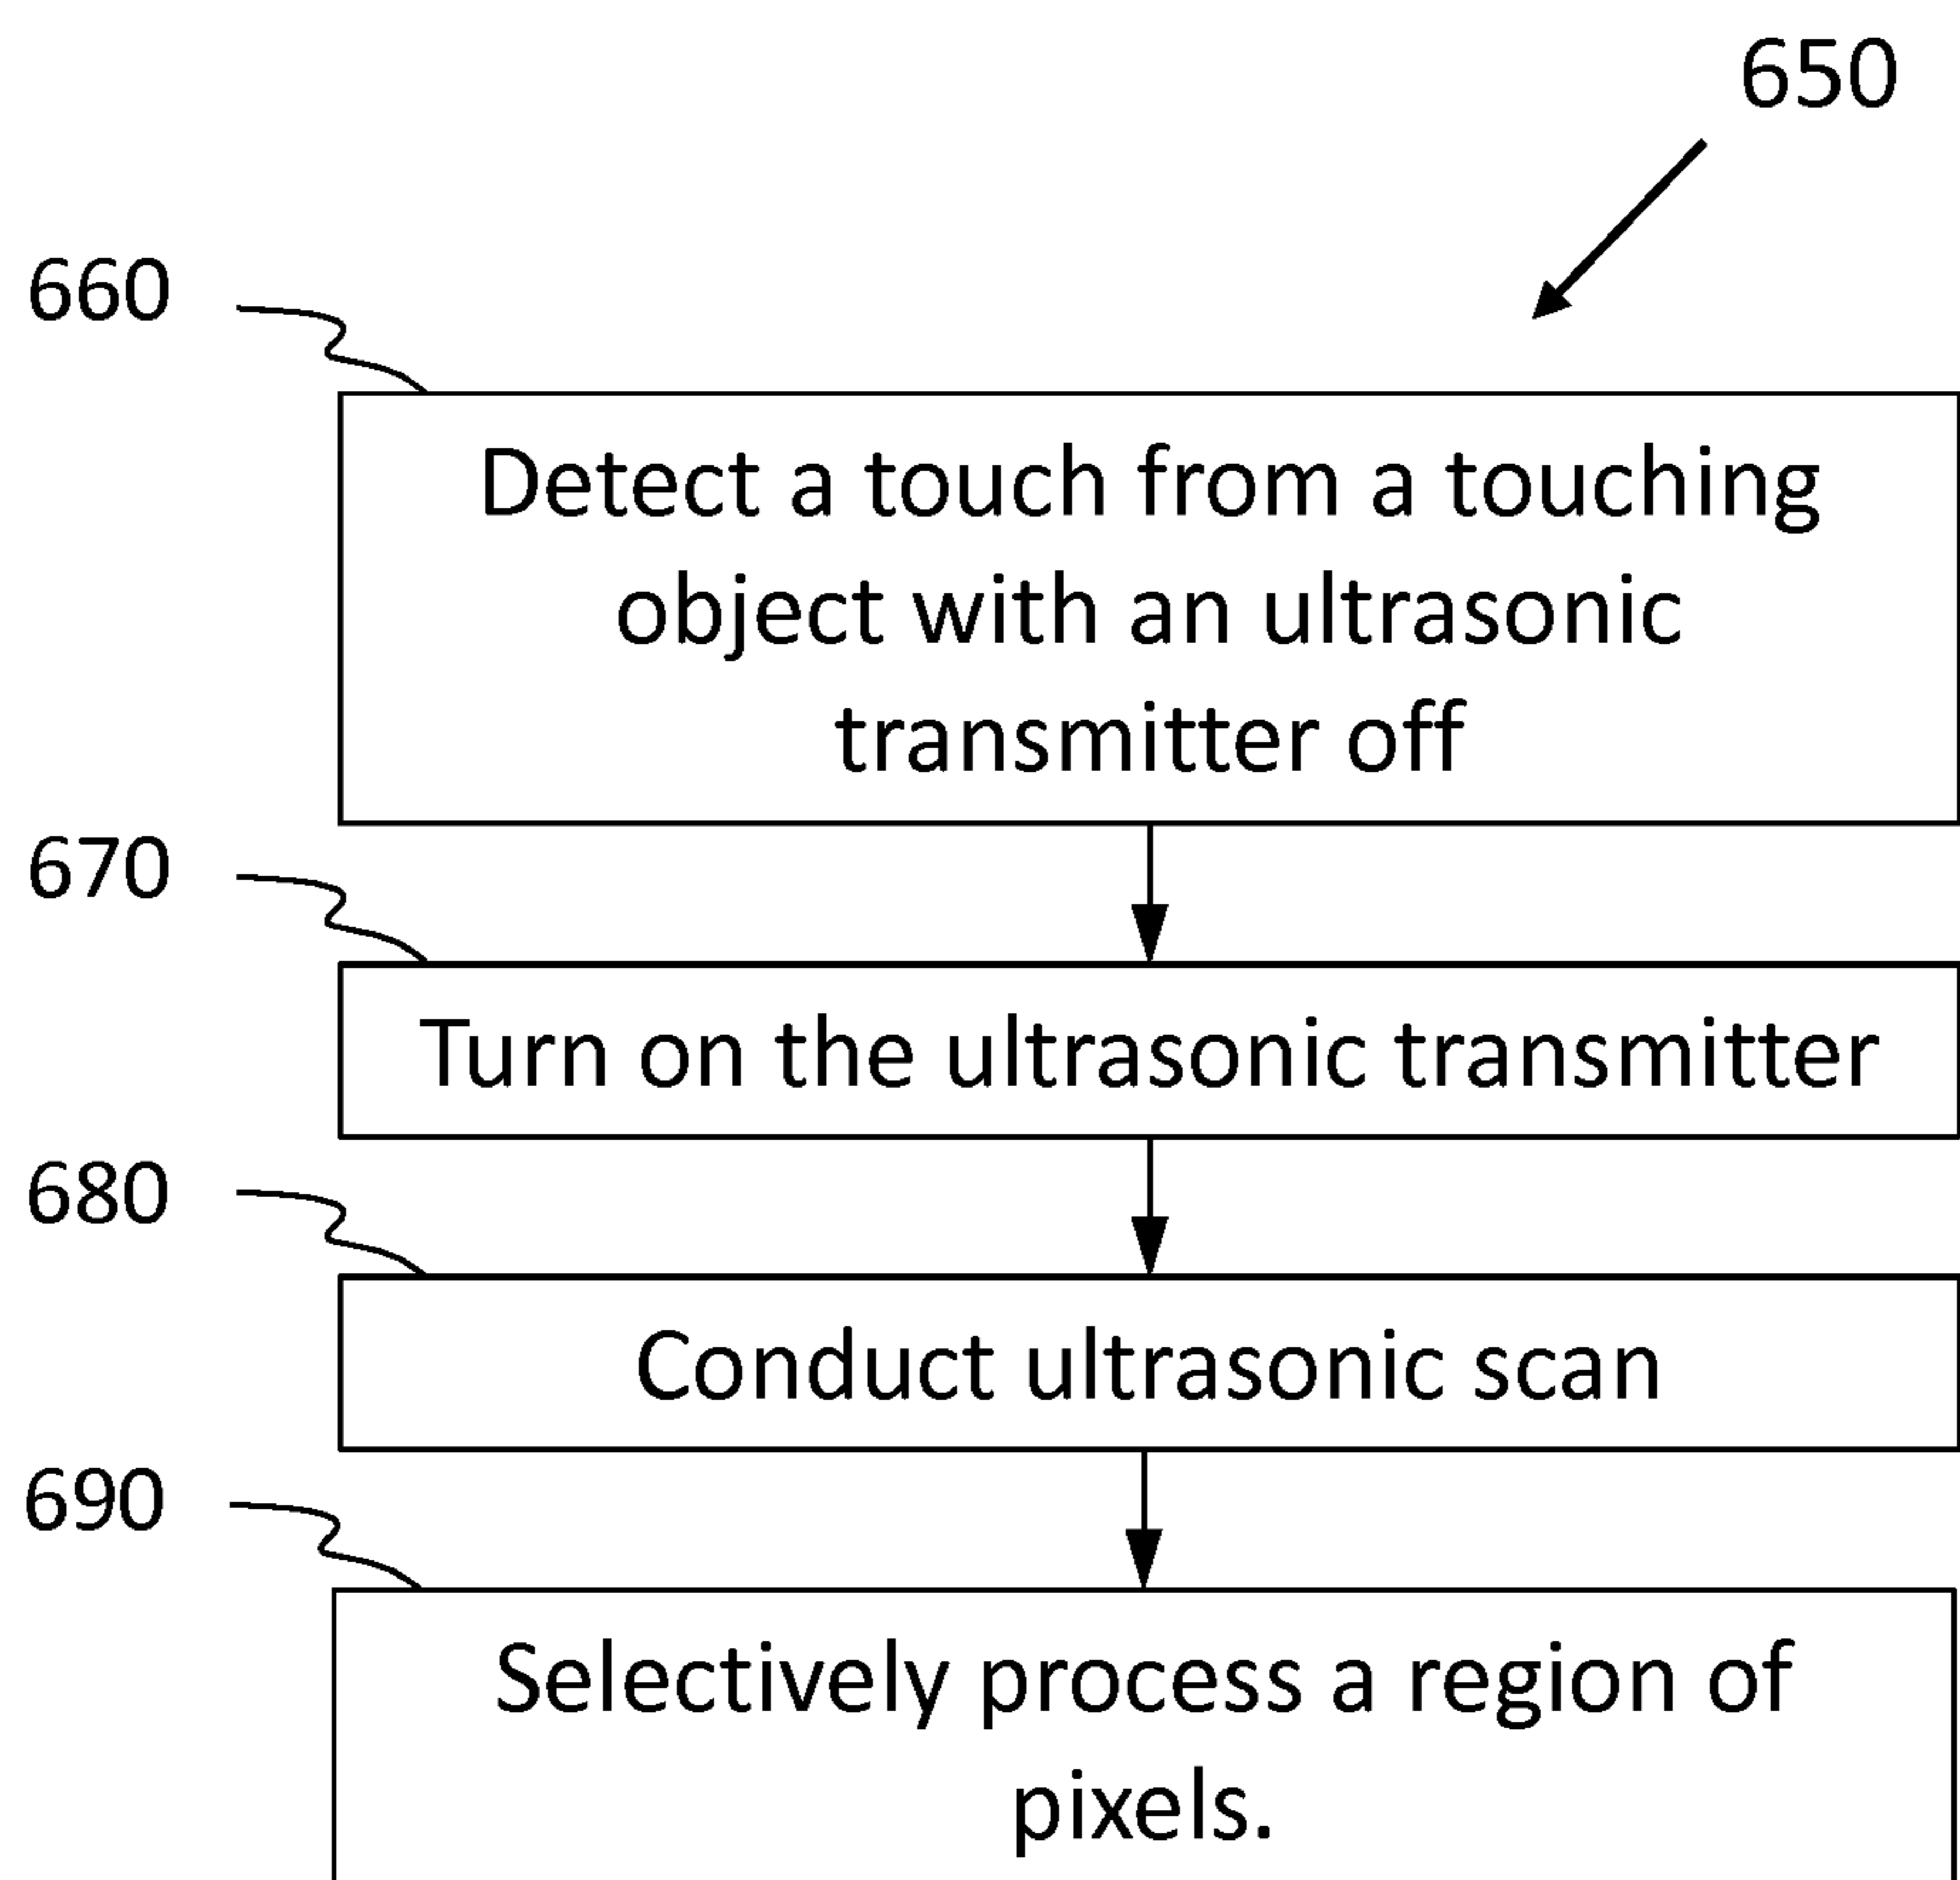 650
660
Detect a touch from a touching
object with an ultrasonic
transmitter off
670
Turn on the ultrasonic transmitter
680
Conduct ultrasonic scan
690
Selectively process a region of
pixels.